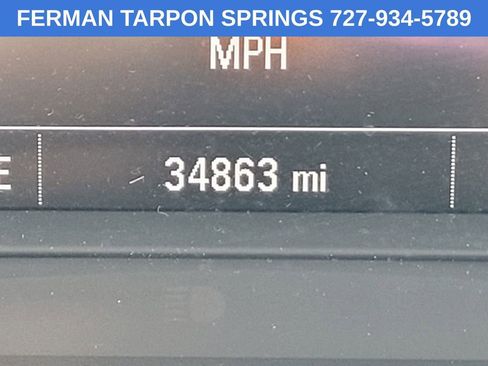 FERMAN TARPON SPRINGS 727-934-5789
MPH
E 34863 mi